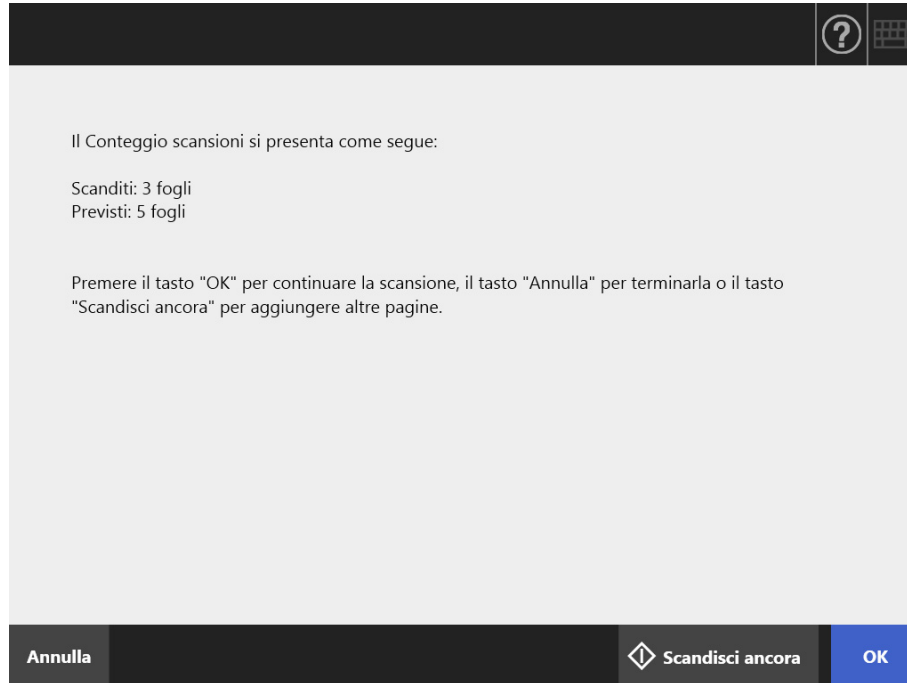 ?
Il Conteggio scansioni si presenta come segue:
Scanditi: 3 fogli
Previsti: 5 fogli
Premere il tasto "OK" per continuare la scansione, il tasto "Annulla" per terminarla o il tasto
"Scandisci ancora" per aggiungere altre pagine.
Annulla
Scandisci ancora
OK